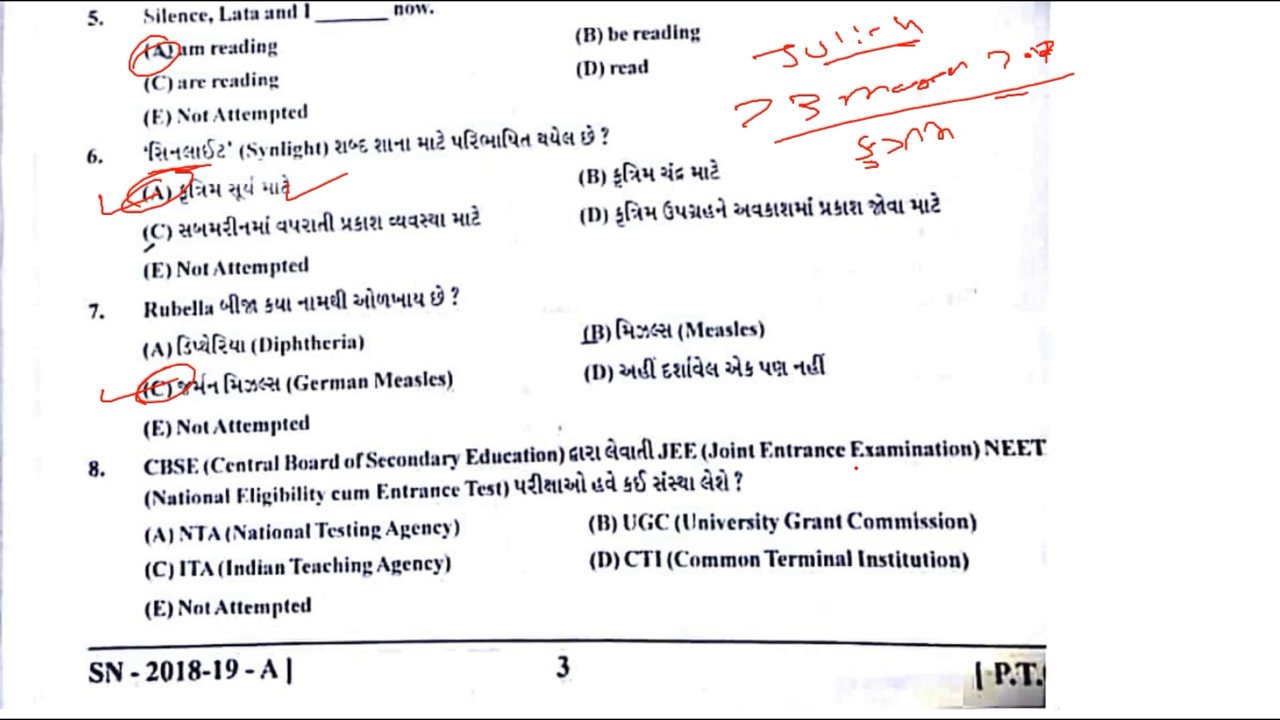 5. Silence, Lata and I ______ now.
(A) am reading (B) be reading
(C) are reading (D) read
(E) Not Attempted
6. 'સિનલાઈટ' (Synlight) શબ્દ શાના માટે પરિભાષિત થયેલ છે ?
(A) કૃત્રિમ સૂર્ય માટે (B) કૃત્રિમ ચંદ્ર માટે
(C) સબમરીનમાં વપરાતી પ્રકાશ વ્યવસ્થા માટે (D) કૃત્રિમ ઉપગ્રહને અવકાશમાં પ્રકાશ જોવા માટે
(E) Not Attempted
7. Rubella બીજા કયા નામથી ઓળખાય છે ?
(A) ડિપ્થેરિયા (Diphtheria) (B) મિઝલ્સ (Measles)
(C) જર્મન મિઝલ્સ (German Measles) (D) અહીં દર્શાવેલ એક પણ નહીં
(E) Not Attempted
8. CBSE (Central Board of Secondary Education) દ્વારા લેવાતી JEE (Joint Entrance Examination) NEET
(National Eligibility cum Entrance Test) પરીક્ષાઓ હવે કઈ સંસ્થા લેશે ?
(A) NTA (National Testing Agency) (B) UGC (University Grant Commission)
(C) ITA (Indian Teaching Agency) (D) CTI (Common Terminal Institution)
(E) Not Attempted
SN - 2018-19 - A ] 3 [ P.T.